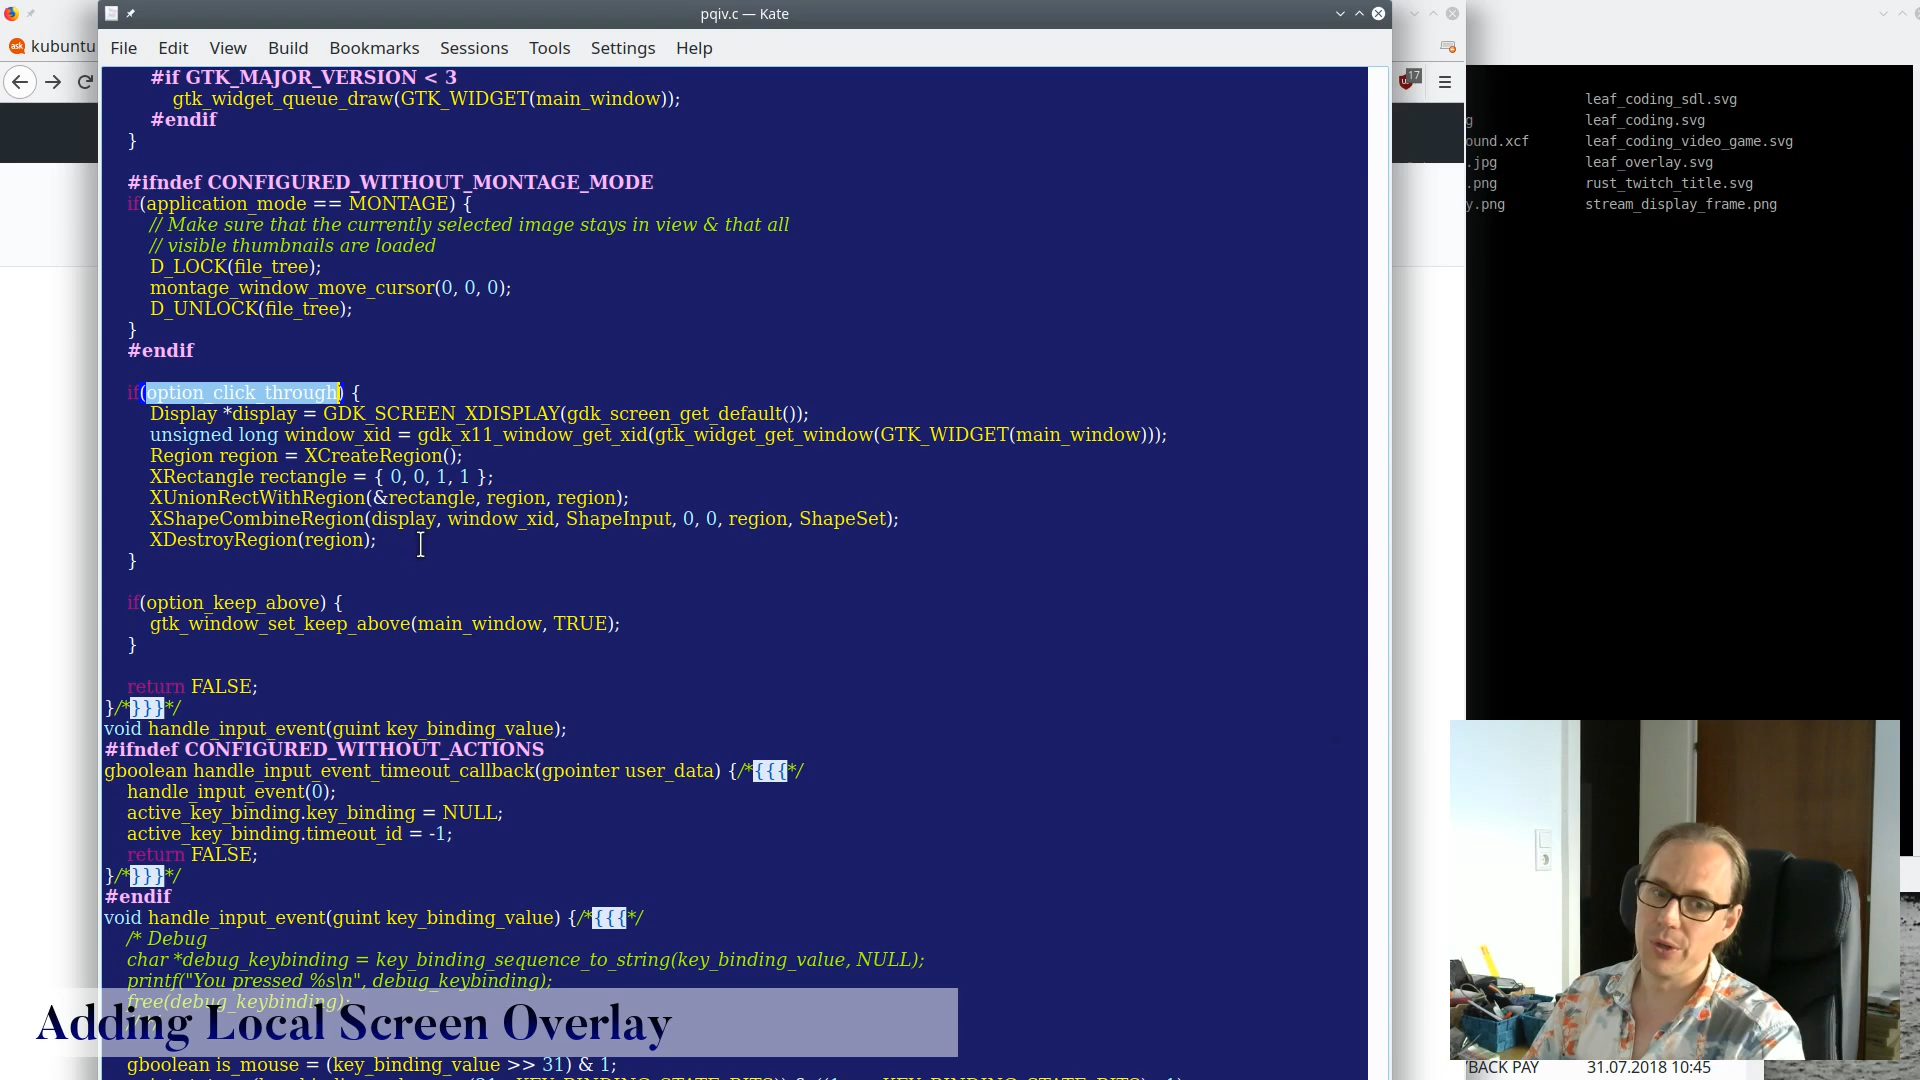 pqiv.c — Kate
kubuntu
File Edit View Build Bookmarks Sessions Tools Settings Help
17
#if GTK_MAJOR_VERSION < 3
gtk_widget_queue_draw(GTK_WIDGET(main_window));
#endif
}
#ifndef CONFIGURED_WITHOUT_MONTAGE_MODE
if(application_mode == MONTAGE) {
// Make sure that the currently selected image stays in view & that all
// visible thumbnails are loaded
D_LOCK(file_tree);
montage_window_move_cursor(0, 0, 0);
D_UNLOCK(file_tree);
}
#endif
if(option_click_through) {
Display *display = GDK_SCREEN_XDISPLAY(gdk_screen_get_default());
unsigned long window_xid = gdk_x11_window_get_xid(gtk_widget_get_window(GTK_WIDGET(main_window)));
Region region = XCreateRegion();
XRectangle rectangle = { 0, 0, 1, 1 };
XUnionRectWithRegion(&rectangle, region, region);
XShapeCombineRegion(display, window_xid, ShapeInput, 0, 0, region, ShapeSet);
XDestroyRegion(region);
}
if(option_keep_above) {
gtk_window_set_keep_above(main_window, TRUE);
}
return FALSE;
}/*}}}*/
void handle_input_event(guint key_binding_value);
#ifndef CONFIGURED_WITHOUT_ACTIONS
gboolean handle_input_event_timeout_callback(gpointer user_data) {/*{{{*/
handle_input_event(0);
active_key_binding.key_binding = NULL;
active_key_binding.timeout_id = -1;
return FALSE;
}/*}}}*/
#endif
void handle_input_event(guint key_binding_value) {/*{{{*/
/* Debug
char *debug_keybinding = key_binding_sequence_to_string(key_binding_value, NULL);
printf("You pressed %s\n", debug_keybinding);
free(debug_keybinding);
Adding Local Screen Overlay
gboolean is_mouse = (key_binding_value >> 31) & 1;
leaf_coding_sdl.svg
g leaf_coding.svg
ound.xcf leaf_coding_video_game.svg
.jpg leaf_overlay.svg
.png rust_twitch_title.svg
y.png stream_display_frame.png
BACK PAY 31.07.2018 10:45